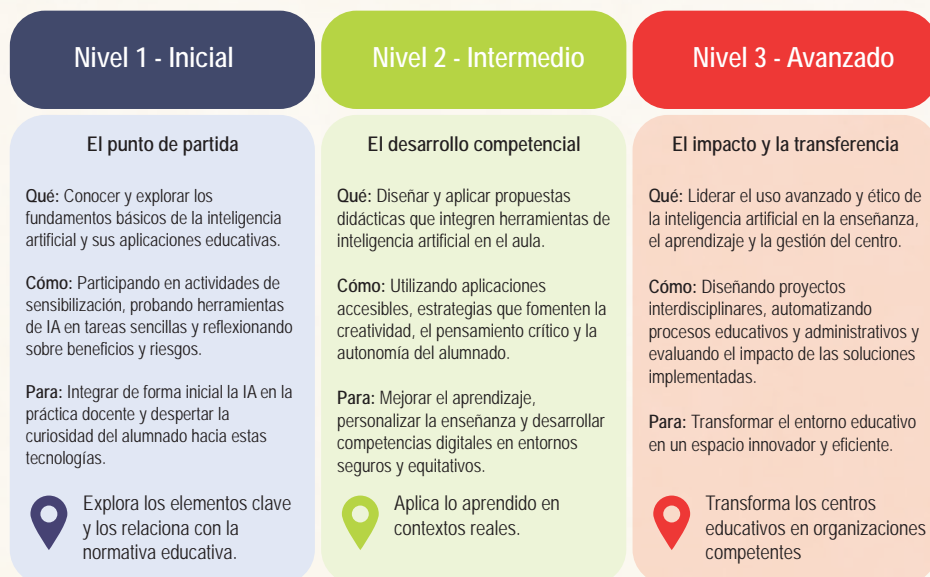 Nivel 1 - Inicial
El punto de partida
Qué: Conocer y explorar los
fundamentos básicos de la inteligencia
artificial y sus aplicaciones educativas.
Cómo: Participando en actividades de
sensibilización, probando herramientas
de IA en tareas sencillas y reflexionando
sobre beneficios y riesgos.
Para: Integrar de forma inicial la IA en la
práctica docente y despertar la
curiosidad del alumnado hacia estas
tecnologías.
Explora los elementos clave
y los relaciona con la
normativa educativa.
Nivel 2 - Intermedio
El desarrollo competencial
Qué: Diseñar y aplicar propuestas
didácticas que integren herramientas de
inteligencia artificial en el aula.
Cómo: Utilizando aplicaciones
accesibles, estrategias que fomenten la
creatividad, el pensamiento crítico y la
autonomía del alumnado.
Para: Mejorar el aprendizaje,
personalizar la enseñanza y desarrollar
competencias digitales en entornos
seguros y equitativos.
Aplica lo aprendido en
contextos reales.
Nivel 3 - Avanzado
El impacto y la transferencia
Qué: Liderar el uso avanzado y ético de
la inteligencia artificial en la enseñanza,
el aprendizaje y la gestión del centro.
Cómo: Diseñando proyectos
interdisciplinares, automatizando
procesos educativos y administrativos y
evaluando el impacto de las soluciones
implementadas.
Para: Transformar el entorno educativo
en un espacio innovador y eficiente.
Transforma los centros
educativos en organizaciones
competentes